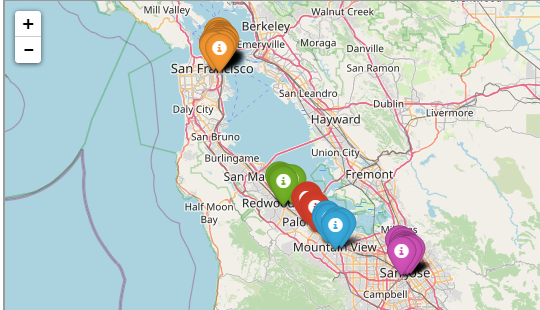 +
−
Mill Valley
Walnut Creek
Berkeley
Emeryville
Moraga
Danville
San Francisco
San Ramon
San Leandro
Daly City
Dublin
Livermore
Hayward
San Bruno
Union City
Burlingame
San Ma
Fremont
Half Moon
Bay
Redwo
Palo
Mountain View
San Jose
Campbell